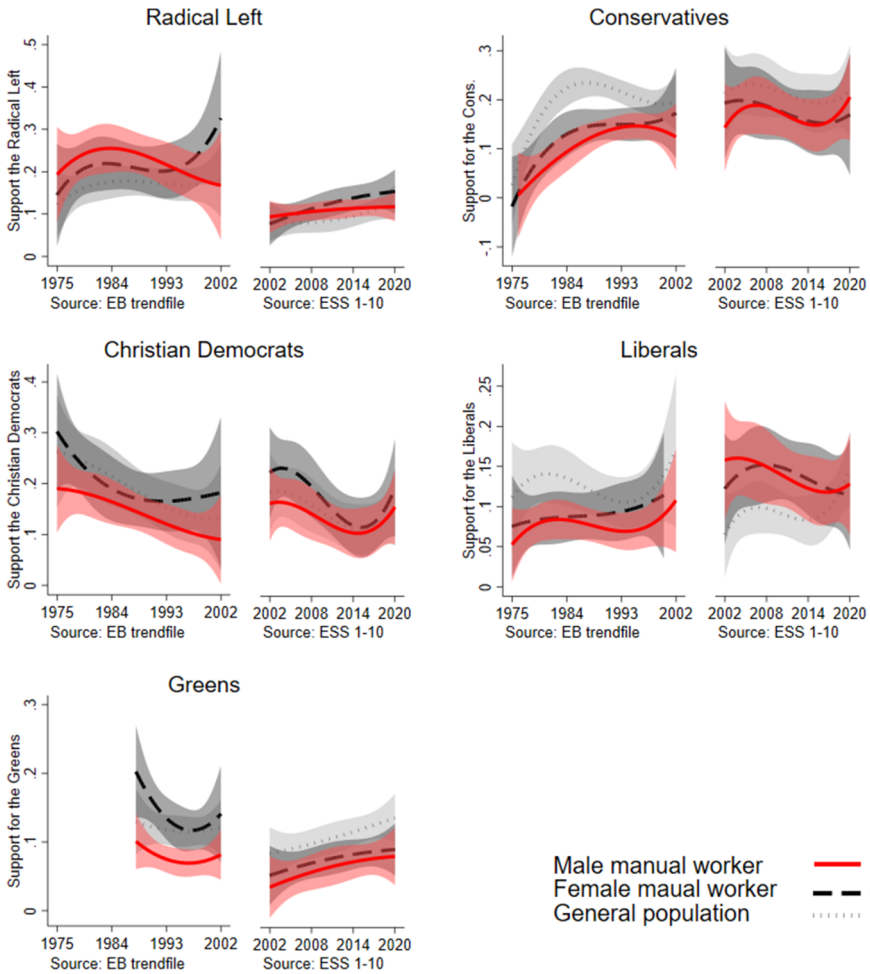 Radical Left
Support the Radical Left
.5
.4
.3
.2
.1
0
1975 1984 1993 2002
Source: EB trendfile
2002 2008 2014 2020
Source: ESS 1-10
Conservatives
Support for the Cons.
.3
.2
.1
0
-.1
1975 1984 1993 2002
Source: EB trendfile
2002 2008 2014 2020
Source: ESS 1-10
Christian Democrats
Support the Christian Democrats
.4
.3
.2
.1
0
1975 1984 1993 2002
Source: EB trendfile
2002 2008 2014 2020
Source: ESS 1-10
Liberals
Support for the Liberals
.25
.2
.15
.1
.05
0
1975 1984 1993 2002
Source: EB trendfile
2002 2008 2014 2020
Source: ESS 1-10
Greens
Support for the Greens
.3
.2
.1
0
1975 1984 1993 2002
Source: EB trendfile
2002 2008 2014 2020
Source: ESS 1-10
Male manual worker
Female maual worker
General population